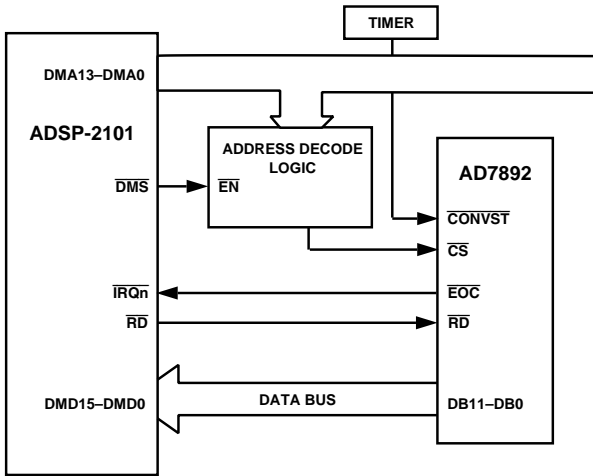 TIMER
DMA13–DMA0
ADSP-2101
ADDRESS DECODE
LOGIC
AD7892
DMS
EN
CONVST
CS
IRQn
EOC
RD
RD
DMD15–DMD0
DATA BUS
DB11–DB0